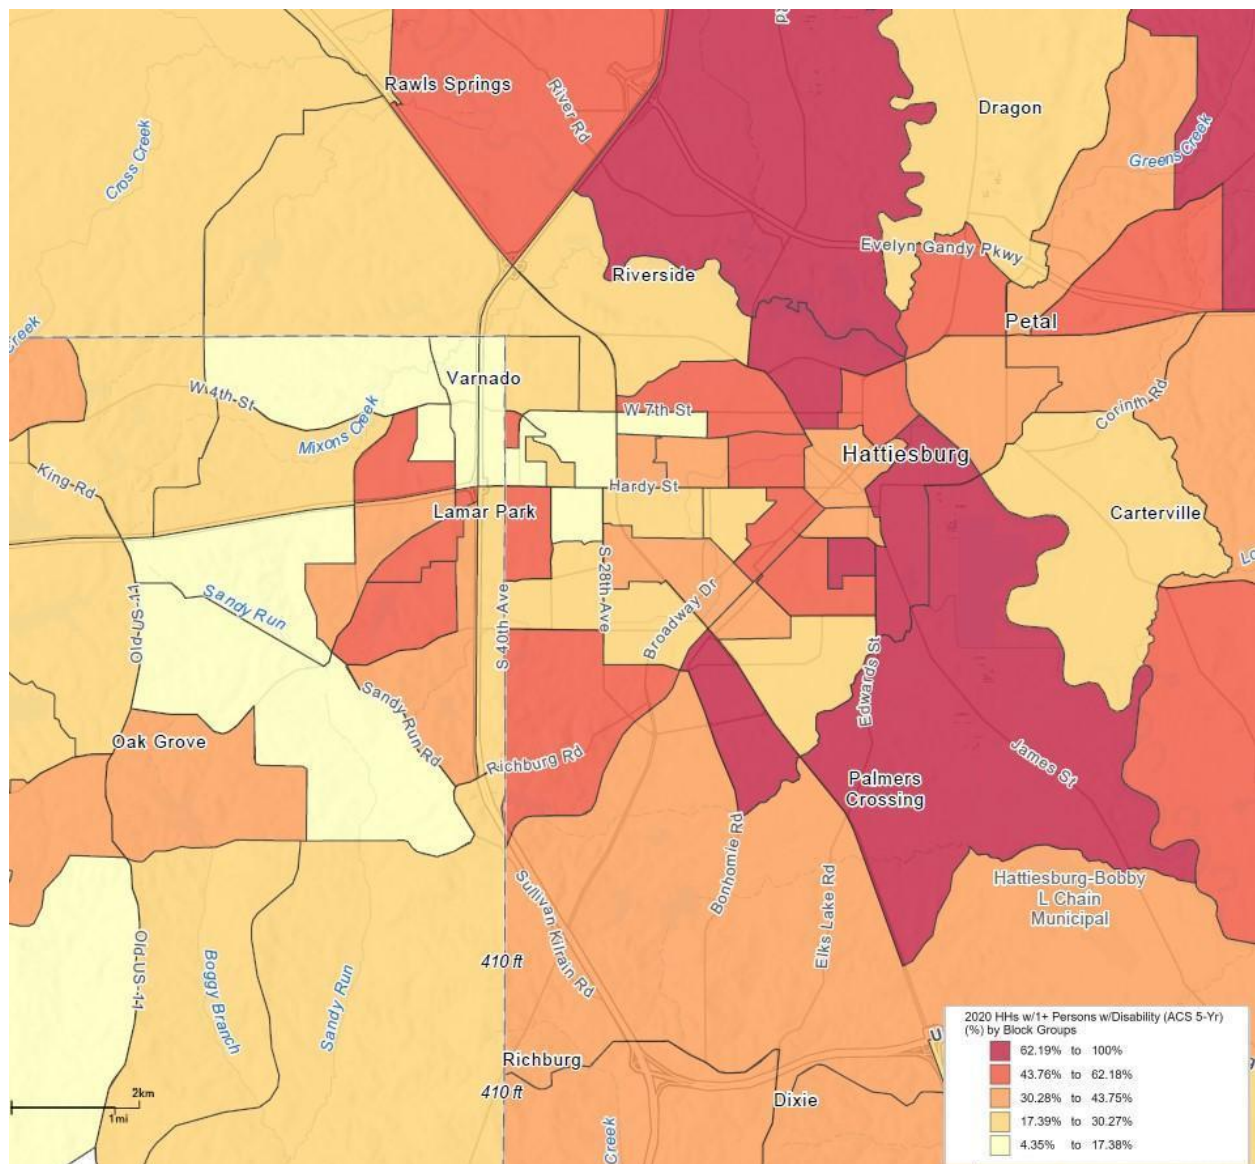 Rawls Springs
River Rd
Dragon
Greens Creek
Cross Creek
Evelyn Gandy Pkwy
Riverside
Petal
Creek
Varnado
W 4th St
Mixons Creek
W 7th St
Corinth Rd
Hattiesburg
King Rd
Hardy St
Lamar Park
Carterville
Sandy Run
Old US-11
S 40th Ave
S 28th Ave
Broadway Dr
Edwards St
Sandy Run Rd
Oak Grove
Richburg Rd
James St
Palmers
Crossing
Bonhomie Rd
Elks Lake Rd
Hattiesburg-Bobby
L Chain
Municipal
Sullivan Kilrain Rd
Old US-11
Boggy Branch
Sandy Run
410 ft
Richburg
410 ft
Dixie
Creek
2km
1mi
2020 HHs w/1+ Persons w/Disability (ACS 5-Yr)
(%) by Block Groups
62.19% to 100%
43.76% to 62.18%
30.28% to 43.75%
17.39% to 30.27%
4.35% to 17.38%